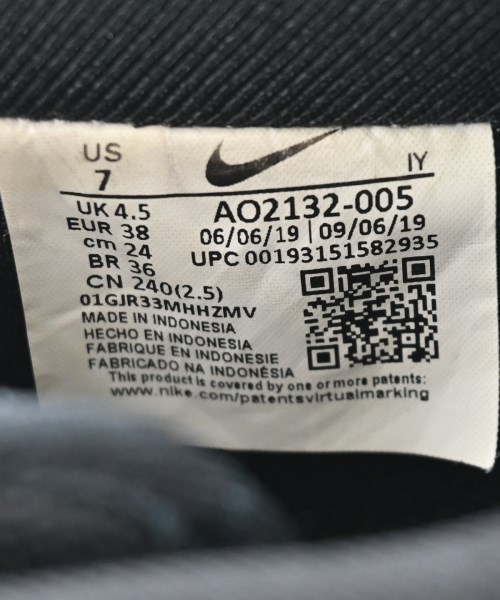 US
7
IY
UK 4.5
EUR 38
cm 24
BR 36
CN 240(2.5)
AO2132-005
06/06/19 | 09/06/19
UPC 00193151582935
01GJR33MHHZMV
MADE IN INDONESIA
HECHO EN INDONESIA
FABRIQUE EN INDONESIE
FABRICADO NA INDONÈSIA
This product is covered by one or more patents:
www.nike.com/patentsvirtualmarking